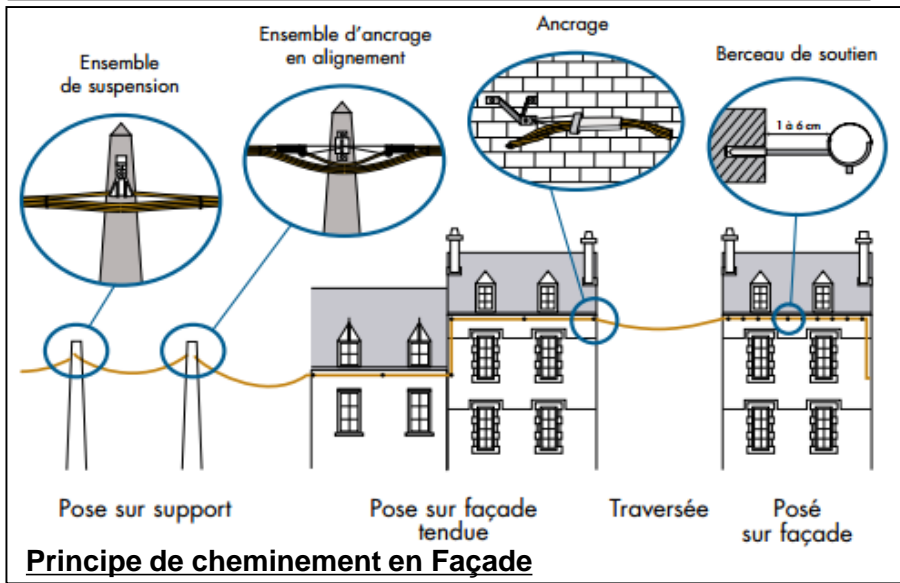 Ensemble
de suspension
Ensemble d'ancrage
en alignement
Ancrage
Berceau de soutien
1 à 6 cm
Pose sur support
Pose sur façade
tendue
Traversée
Posé
sur façade
Principe de cheminement en Façade